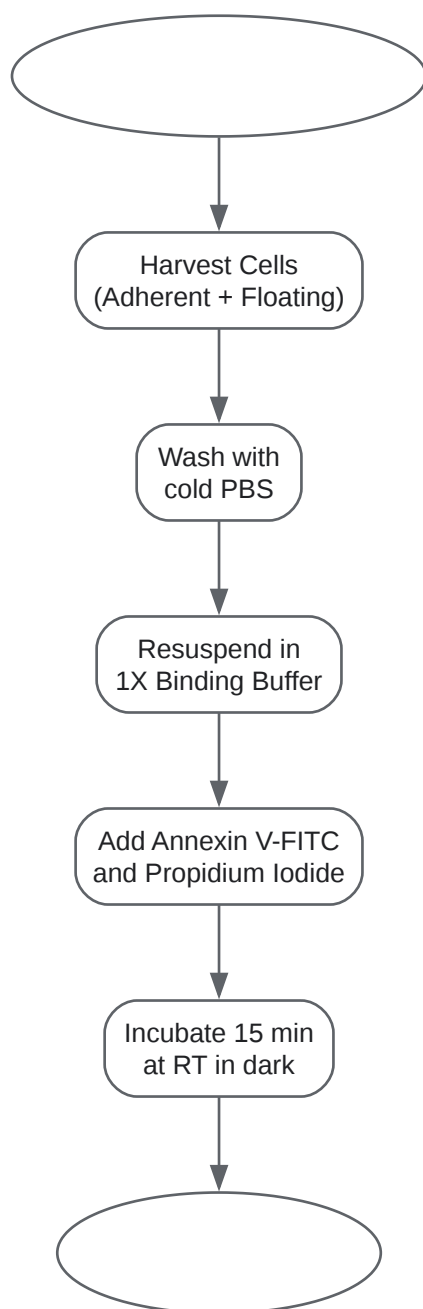 Harvest Cells
(Adherent + Floating)
Wash with
cold PBS
Resuspend in
1X Binding Buffer
Add Annexin V-FITC
and Propidium Iodide
Incubate 15 min
at RT in dark